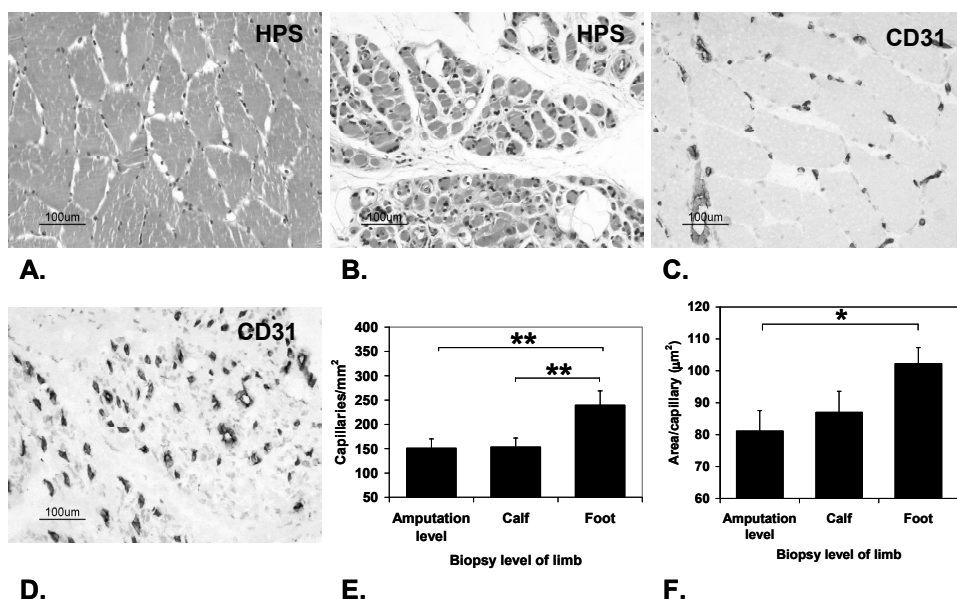 HPS
100um
A.
HPS
100um
B.
CD31
100um
C.
CD31
100um
D.
400
350
300
250
200
150
100
50
Capillaries/mm²
**
**
Amputation level
Calf
Foot
Biopsy level of limb
E.
120
110
100
90
80
70
60
Area/capillary (μm²)
*
Amputation level
Calf
Foot
Biopsy level of limb
F.